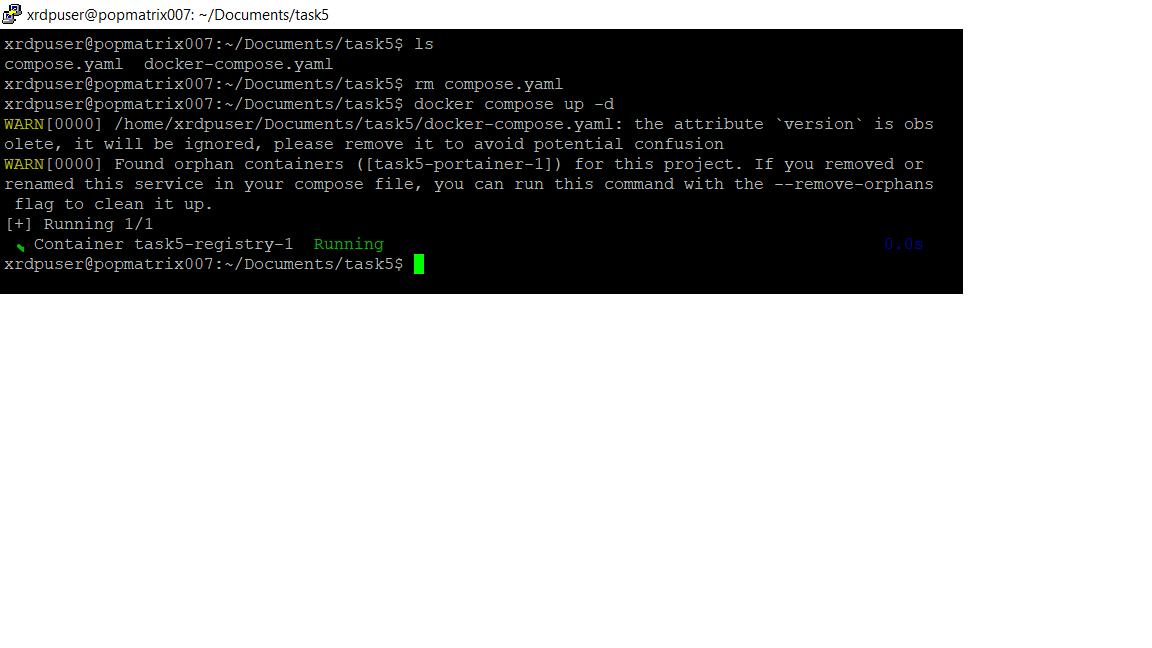 xrdpuser@popmatrix007: ~/Documents/task5
xrdpuser@popmatrix007:~/Documents/task5$ ls
compose.yaml  docker-compose.yaml
xrdpuser@popmatrix007:~/Documents/task5$ rm compose.yaml
xrdpuser@popmatrix007:~/Documents/task5$ docker compose up -d
WARN[0000] /home/xrdpuser/Documents/task5/docker-compose.yaml: the attribute `version` is obs
olete, it will be ignored, please remove it to avoid potential confusion
WARN[0000] Found orphan containers ([task5-portainer-1]) for this project. If you removed or
renamed this service in your compose file, you can run this command with the --remove-orphans
 flag to clean it up.
[+] Running 1/1
 Container task5-registry-1  Running 0.0s
xrdpuser@popmatrix007:~/Documents/task5$